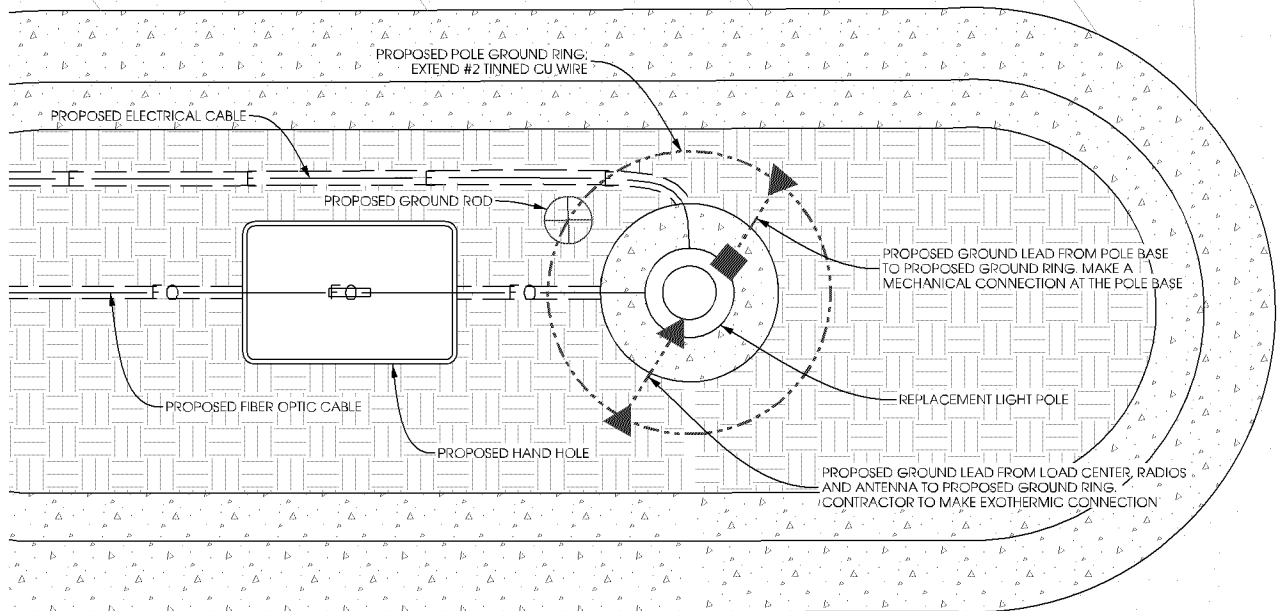 PROPOSED POLE GROUND RING;
EXTEND #2 TINNED CU WIRE
PROPOSED ELECTRICAL CABLE
PROPOSED GROUND ROD
PROPOSED GROUND LEAD FROM POLE BASE
TO PROPOSED GROUND RING. MAKE A
MECHANICAL CONNECTION AT THE POLE BASE
E
E
E
E
F
F
F
PROPOSED FIBER OPTIC CABLE
REPLACEMENT LIGHT POLE
PROPOSED HAND HOLE
PROPOSED GROUND LEAD FROM LOAD CENTER, RADIOS
AND ANTENNA TO PROPOSED GROUND RING.
CONTRACTOR TO MAKE EXOTHERMIC CONNECTION